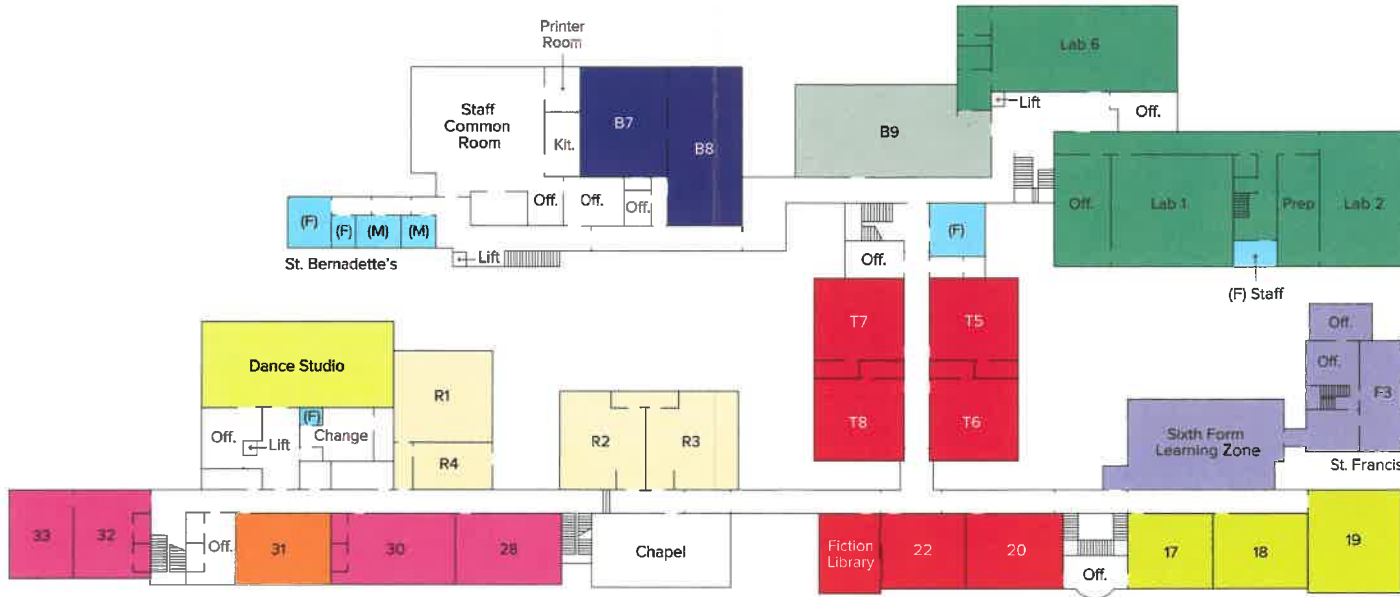 Printer
Room
Lab 6
Lift
Off.
Staff
Common
Room
Kit.
B7
B8
B9
Off.
Off.
Off.
Off.
Lab 1
Prep
Lab 2
(F)
(F)
(M)
(M)
St. Bernadette's
Lift
Off.
(F)
(F) Staff
T7
T5
T8
T6
Off.
Off.
F3
St. Francis
Sixth Form
Learning Zone
Dance Studio
R1
R4
Off.
Lift
(F)
Change
R2
R3
33
32
Off.
31
30
28
Chapel
Fiction
Library
22
20
Off.
17
18
19